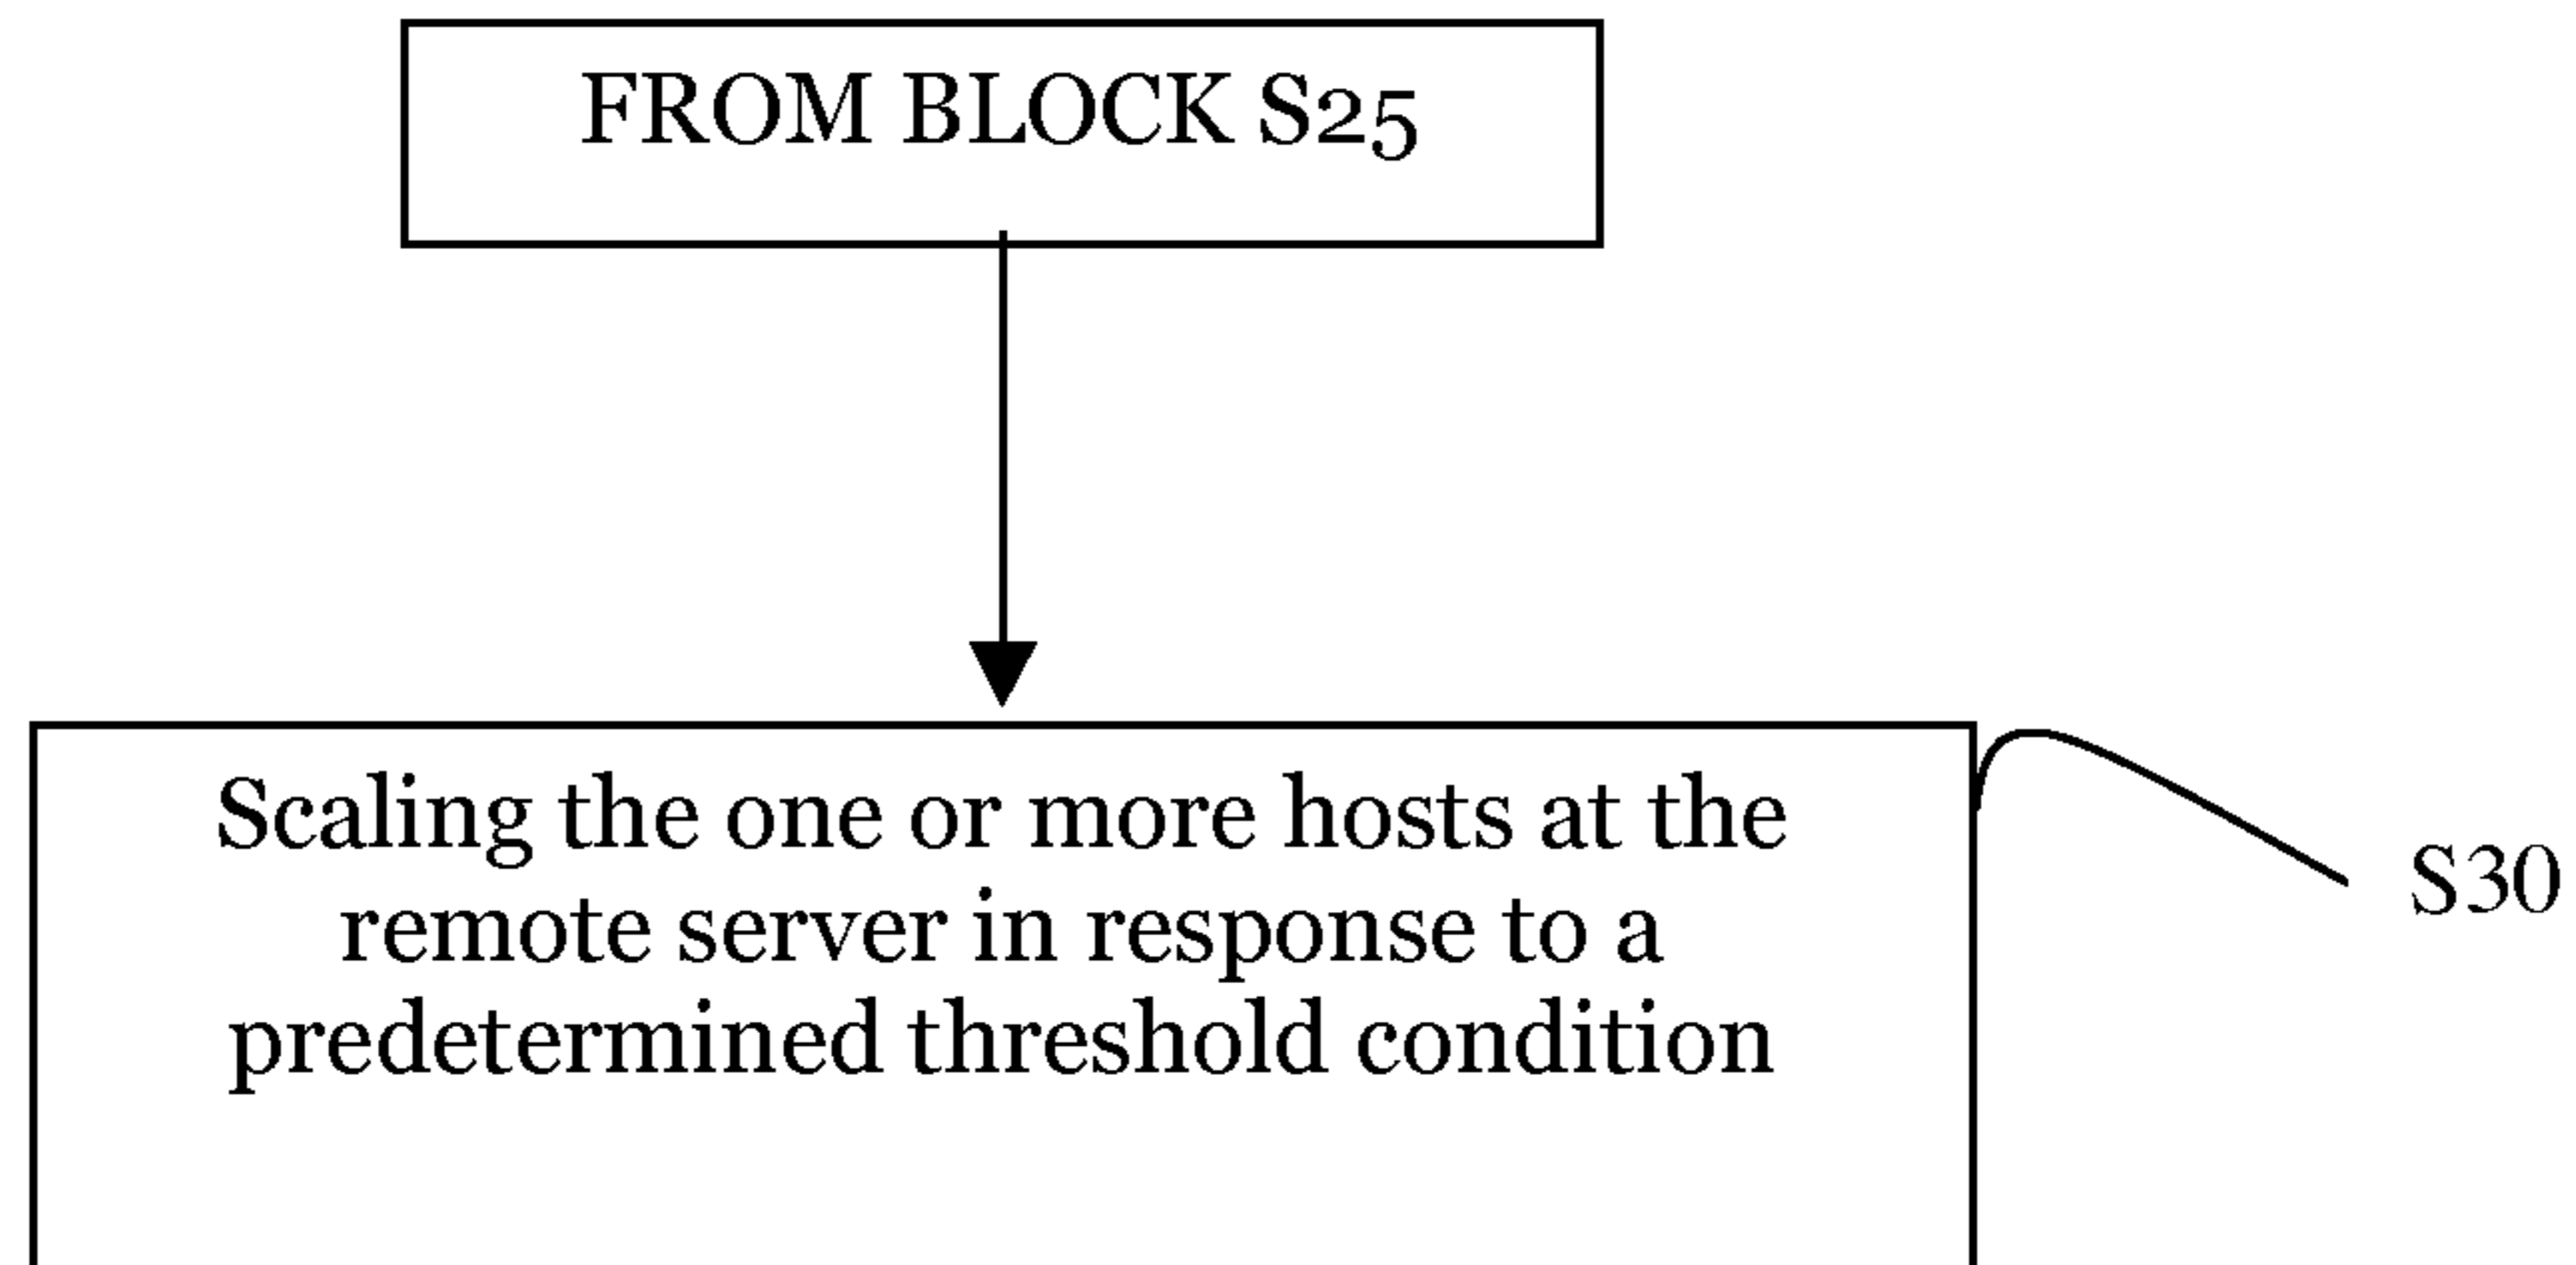 FROM BLOCK S25
Scaling the one or more hosts at the
remote server in response to a
predetermined threshold condition
S30